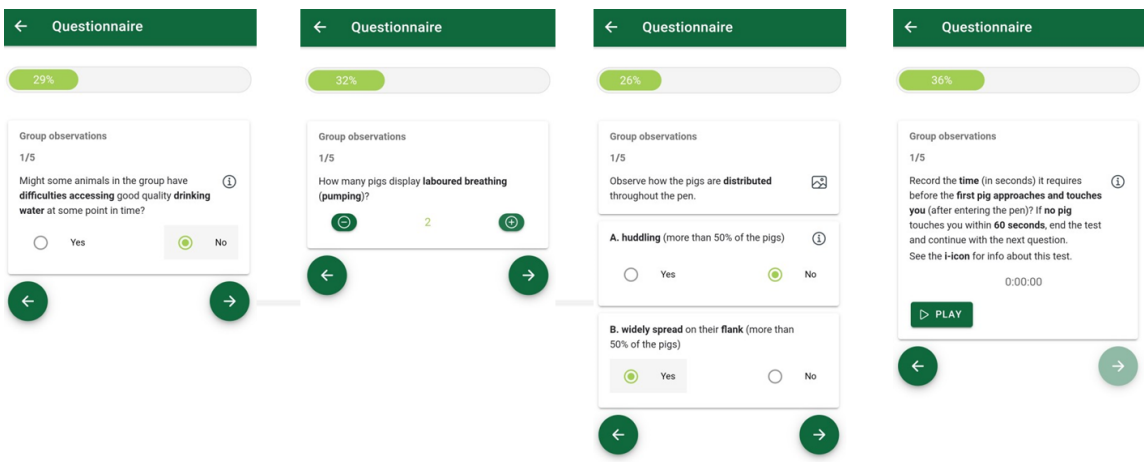 Questionnaire
29%
Group observations
1/5
Might some animals in the group have
difficulties accessing good quality drinking
water at some point in time?
Yes No
Questionnaire
32%
Group observations
1/5
How many pigs display laboured breathing
(pumping)?
2
Questionnaire
26%
Group observations
1/5
Observe how the pigs are distributed
throughout the pen.
A. huddling (more than 50% of the pigs)
Yes No
B. widely spread on their flank (more than
50% of the pigs)
Yes No
Questionnaire
36%
Group observations
1/5
Record the time (in seconds) it requires
before the first pig approaches and touches
you (after entering the pen)? If no pig
touches you within 60 seconds, end the test
and continue with the next question.
See the i-icon for info about this test.
0:00:00
PLAY